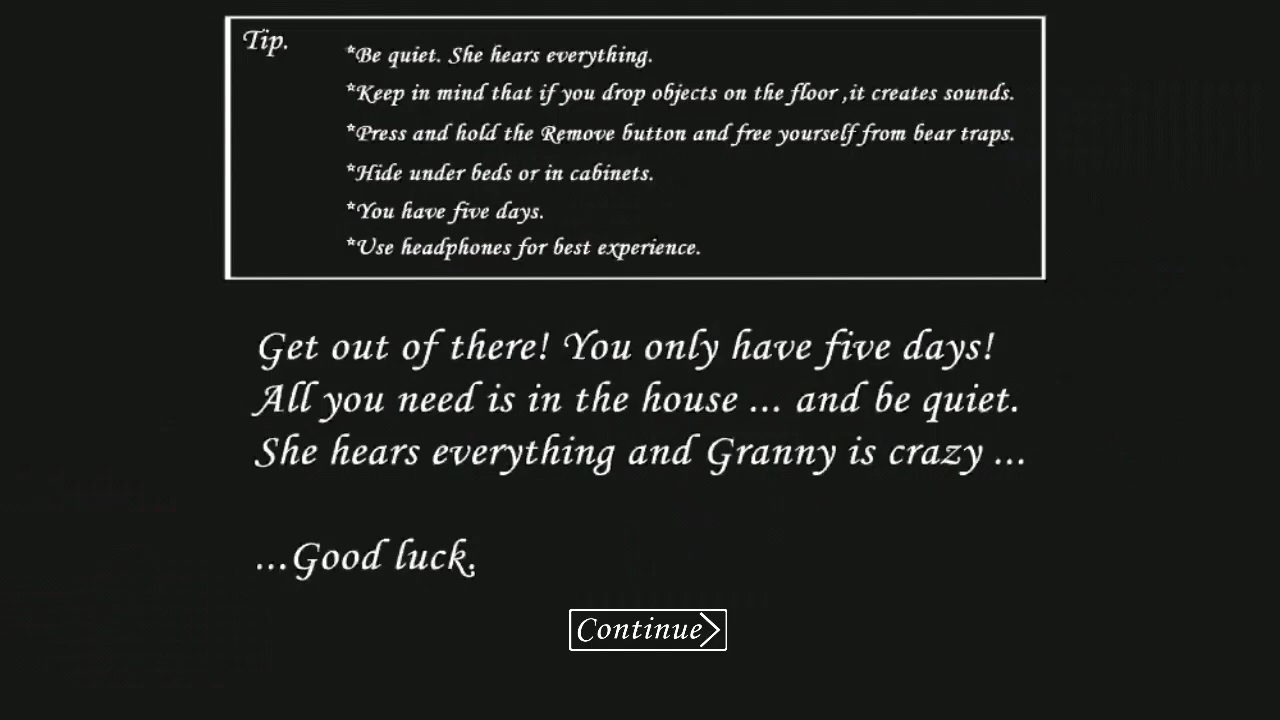 Tip.
*Be quiet. She hears everything.
*Keep in mind that if you drop objects on the floor ,it creates sounds.
*Press and hold the Remove button and free yourself from bear traps.
*Hide under beds or in cabinets.
*You have five days.
*Use headphones for best experience.
Get out of there! You only have five days!
All you need is in the house ... and be quiet.
She hears everything and Granny is crazy ...
...Good luck.
Continue